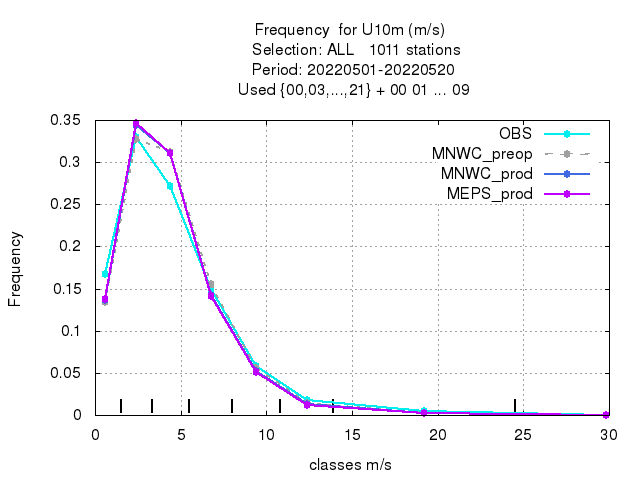 Frequency  for U10m (m/s)
Selection: ALL   1011 stations
Period: 20220501-20220520
Used {00,03,...,21} + 00 01 ... 09
OBS
MNWC_preop
MNWC_prod
MEPS_prod
0.35
0.3
0.25
0.2
0.15
0.1
0.05
0
Frequency
0 5 10 15 20 25 30
classes m/s